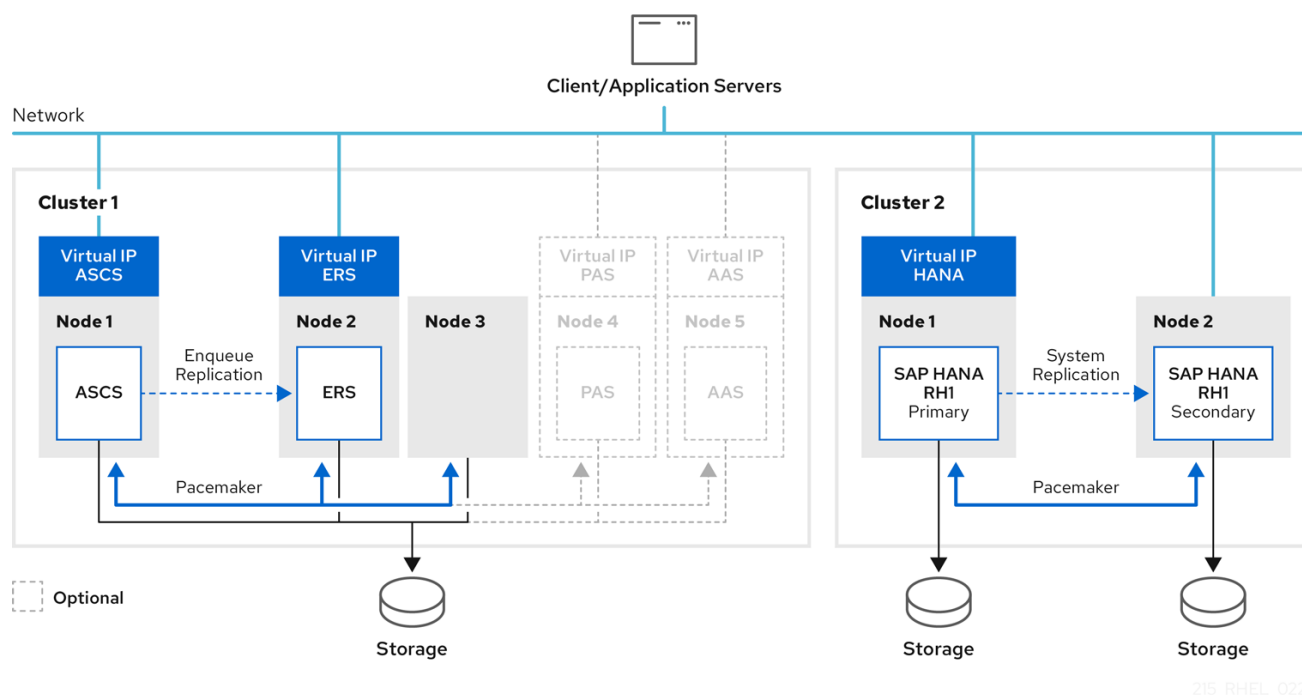 Client/Application Servers
Network
Cluster 1
Virtual IP
ASCS
Node 1
ASCS
Enqueue
Replication
Virtual IP
ERS
Node 2
ERS
Node 3
Virtual IP
PAS
Node 4
PAS
Virtual IP
AAS
Node 5
AAS
Pacemaker
Cluster 2
Virtual IP
HANA
Node 1
SAP HANA
RH1
Primary
System
Replication
Node 2
SAP HANA
RH1
Secondary
Pacemaker
Optional
Storage
Storage
Storage
215_RHEL_022